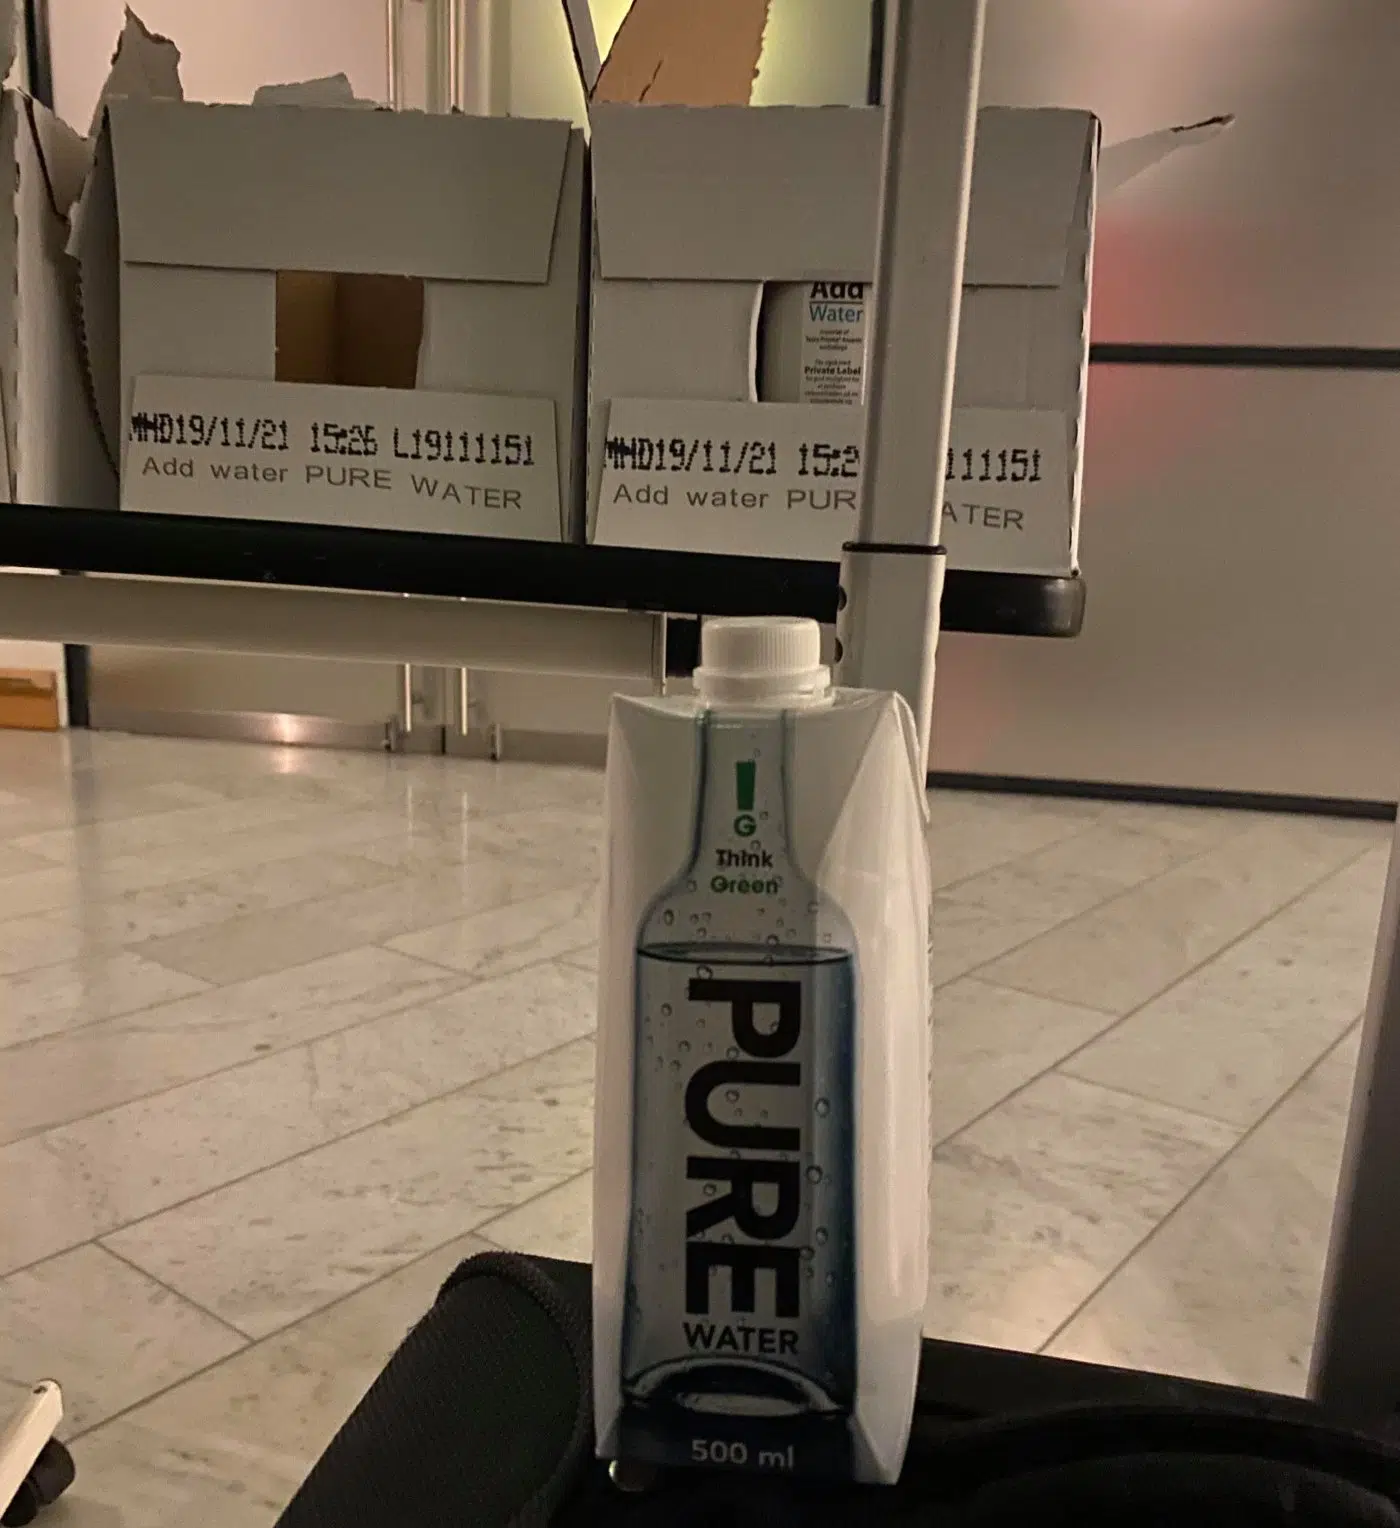 MHD19/11/21 15:26 L19111151
Add water PURE WATER
Add
Water
Private Label
MHD19/11/21 15:2 111151
Add water PUR ATER
G
Think
Green
PURE
WATER
500 ml